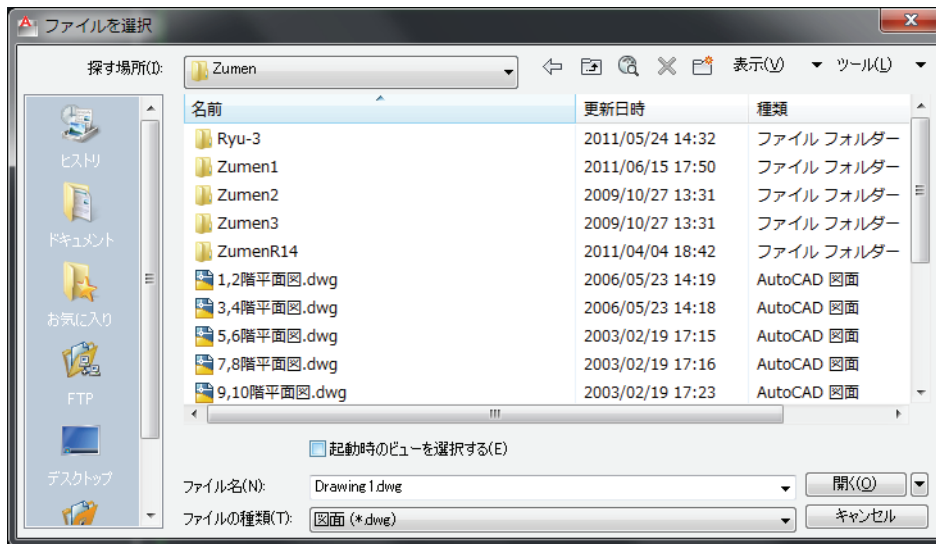 ファイルを選択
探す場所(I): Zumen 表示(V) ツール(L)
名前 更新日時 種類
Ryu-3 2011/05/24 14:32 ファイル フォルダー
Zumen1 2011/06/15 17:50 ファイル フォルダー
Zumen2 2009/10/27 13:31 ファイル フォルダー
Zumen3 2009/10/27 13:31 ファイル フォルダー
ZumenR14 2011/04/04 18:42 ファイル フォルダー
1,2階平面図.dwg 2006/05/23 14:19 AutoCAD 図面
3,4階平面図.dwg 2006/05/23 14:18 AutoCAD 図面
5,6階平面図.dwg 2003/02/19 17:15 AutoCAD 図面
7,8階平面図.dwg 2003/02/19 17:16 AutoCAD 図面
9,10階平面図.dwg 2003/02/19 17:23 AutoCAD 図面
ヒストリ
ドキュメント
お気に入り
FTP
デスクトップ
起動時のビューを選択する(E)
ファイル名(N): Drawing1.dwg 開く(O)
ファイルの種類(T): 図面 (*.dwg) キャンセル